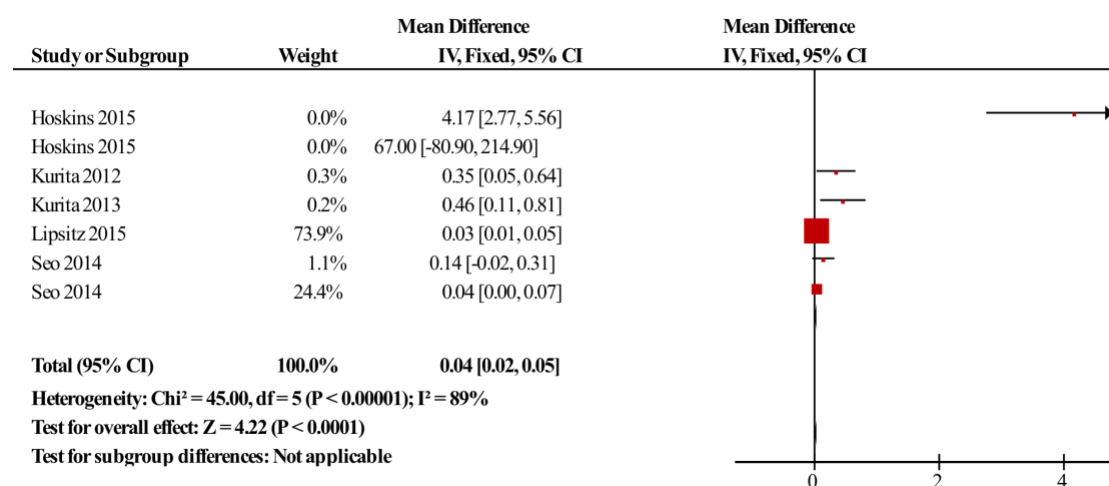 Mean Difference Mean Difference
Study or Subgroup Weight IV, Fixed, 95% CI IV, Fixed, 95% CI
Hoskins 2015 0.0% 4.17 [2.77, 5.56]
Hoskins 2015 0.0% 67.00 [-80.90, 214.90]
Kurita 2012 0.3% 0.35 [0.05, 0.64]
Kurita 2013 0.2% 0.46 [0.11, 0.81]
Lipsitz 2015 73.9% 0.03 [0.01, 0.05]
Seo 2014 1.1% 0.14 [-0.02, 0.31]
Seo 2014 24.4% 0.04 [0.00, 0.07]
Total (95% CI) 100.0% 0.04 [0.02, 0.05]
Heterogeneity: Chi² = 45.00, df = 5 (P < 0.00001); I² = 89%
Test for overall effect: Z = 4.22 (P < 0.0001)
Test for subgroup differences: Not applicable
0 2 4